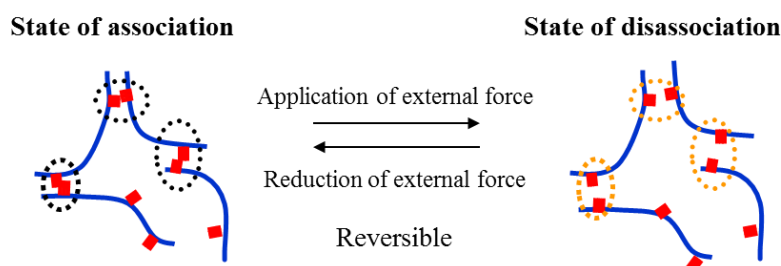 State of association
State of disassociation
Application of external force
Reduction of external force
Reversible